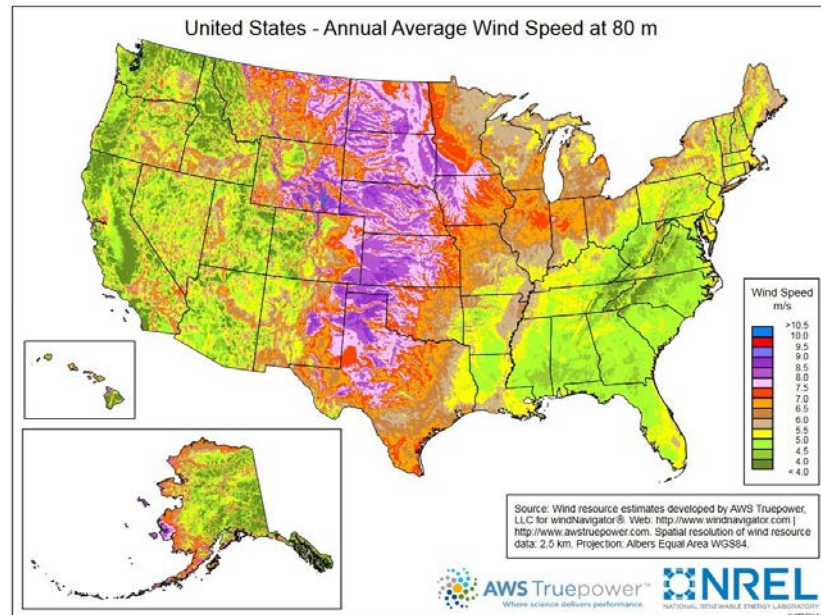 United States - Annual Average Wind Speed at 80 m
Wind Speed
m/s
>10.5
10.0
9.5
9.0
8.5
8.0
7.5
7.0
6.5
6.0
5.5
5.0
4.5
4.0
< 4.0
Source: Wind resource estimates developed by AWS Truepower,
LLC for windNavigator®. Web: http://www.windnavigator.com |
http://www.awstruepower.com. Spatial resolution of wind resource
data: 2.5 km. Projection: Albers Equal Area WGS84.
AWS Truepower™
Where science delivers performance.
NREL
NATIONAL RENEWABLE ENERGY LABORATORY